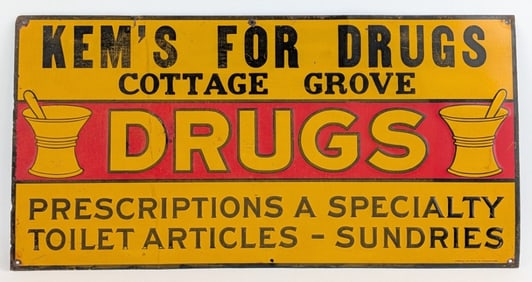 KEM'S FOR DRUGS
COTTAGE GROVE
DRUGS
PRESCRIPTIONS A SPECIALTY
TOILET ARTICLES - SUNDRIES